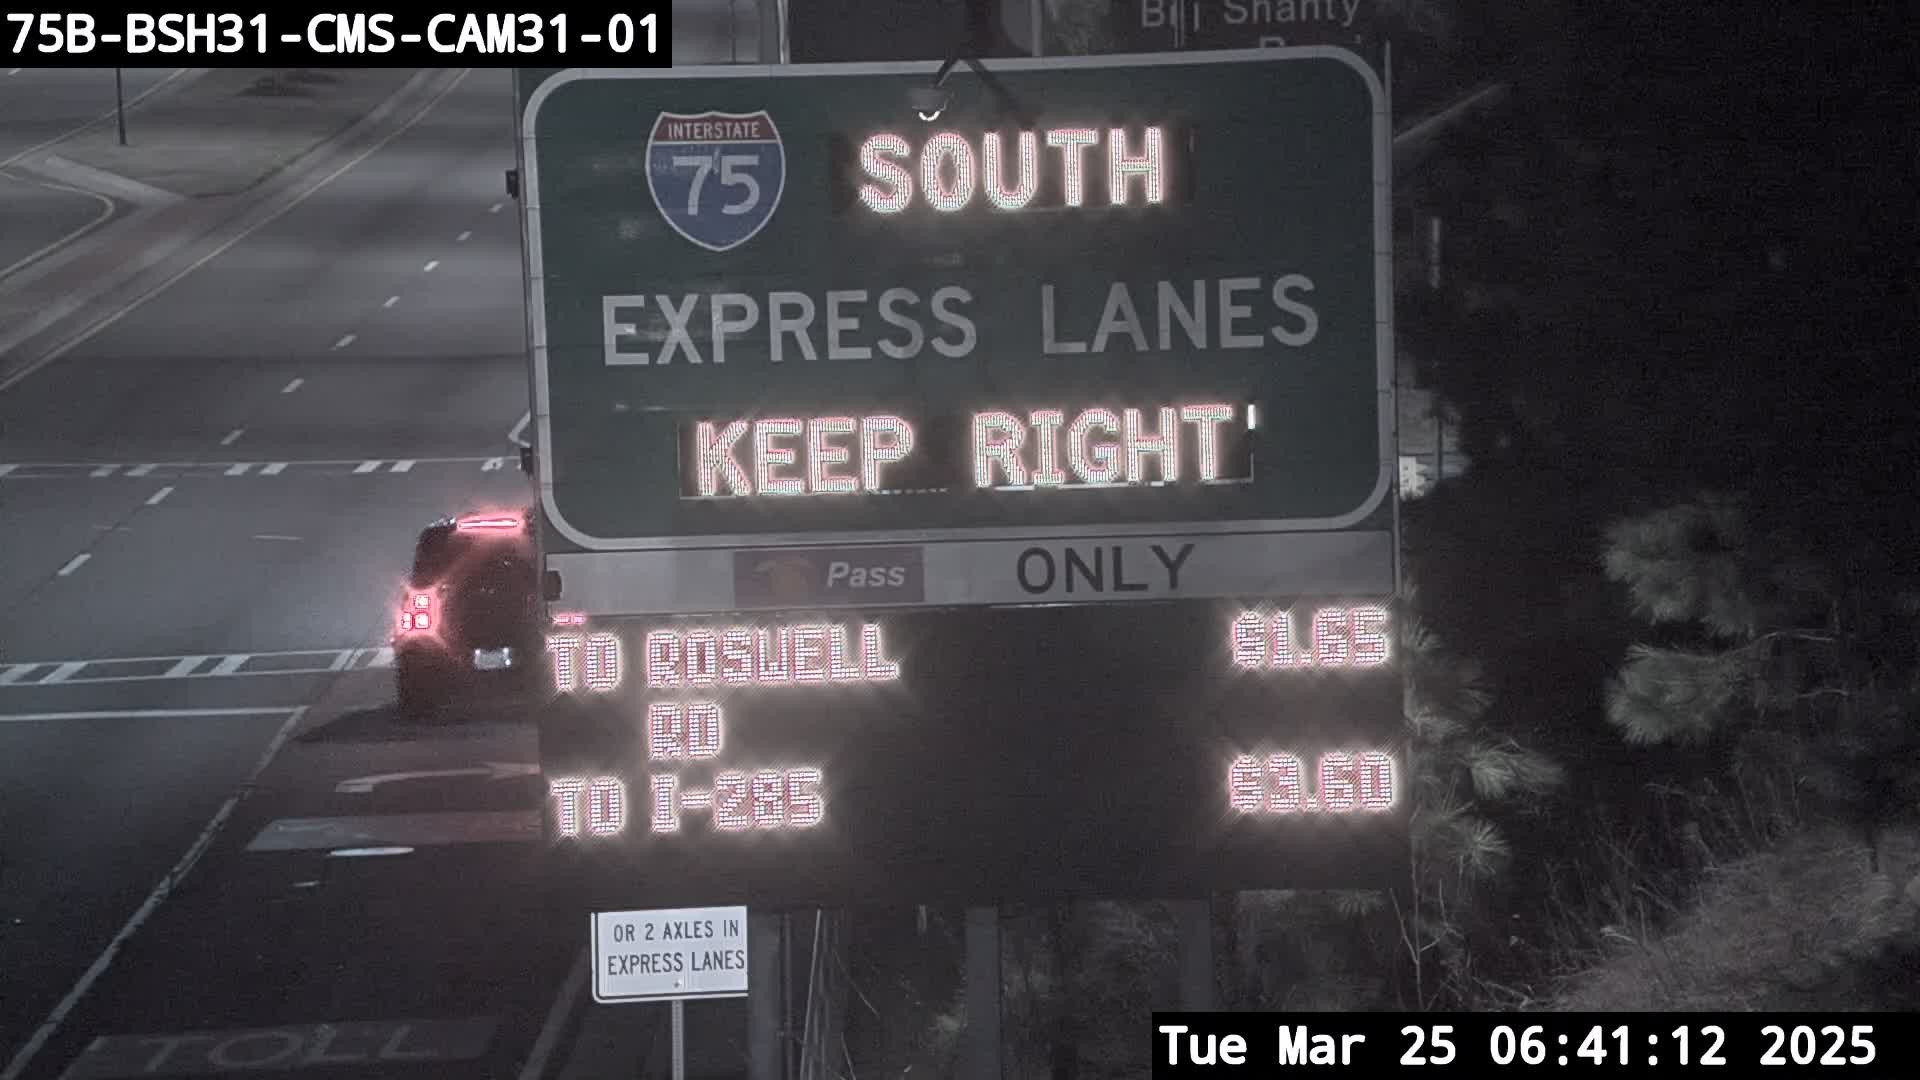 75B-BSH31-CMS-CAM31-01
Shanty
INTERSTATE
75
SOUTH
EXPRESS LANES
KEEP RIGHT
Pass ONLY
TO ROSWELL $1.65
RD
TO I-285 $3.60
OR 2 AXLES IN
EXPRESS LANES
TOLL
Tue Mar 25 06:41:12 2025